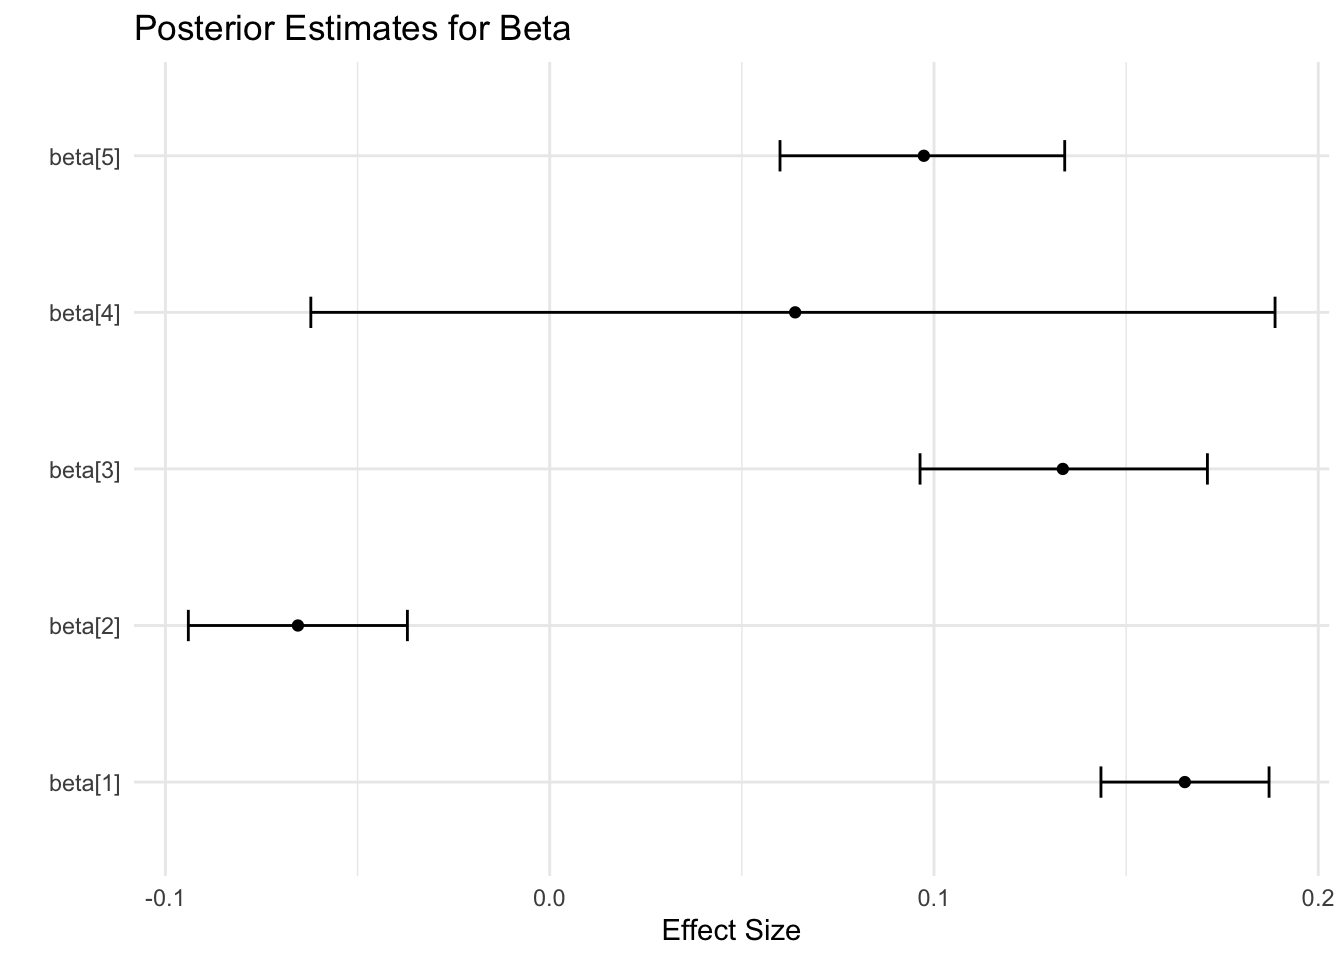 Posterior Estimates for Beta
beta[5]
beta[4]
beta[3]
beta[2]
beta[1]
-0.1 0.0 0.1 0.2
Effect Size